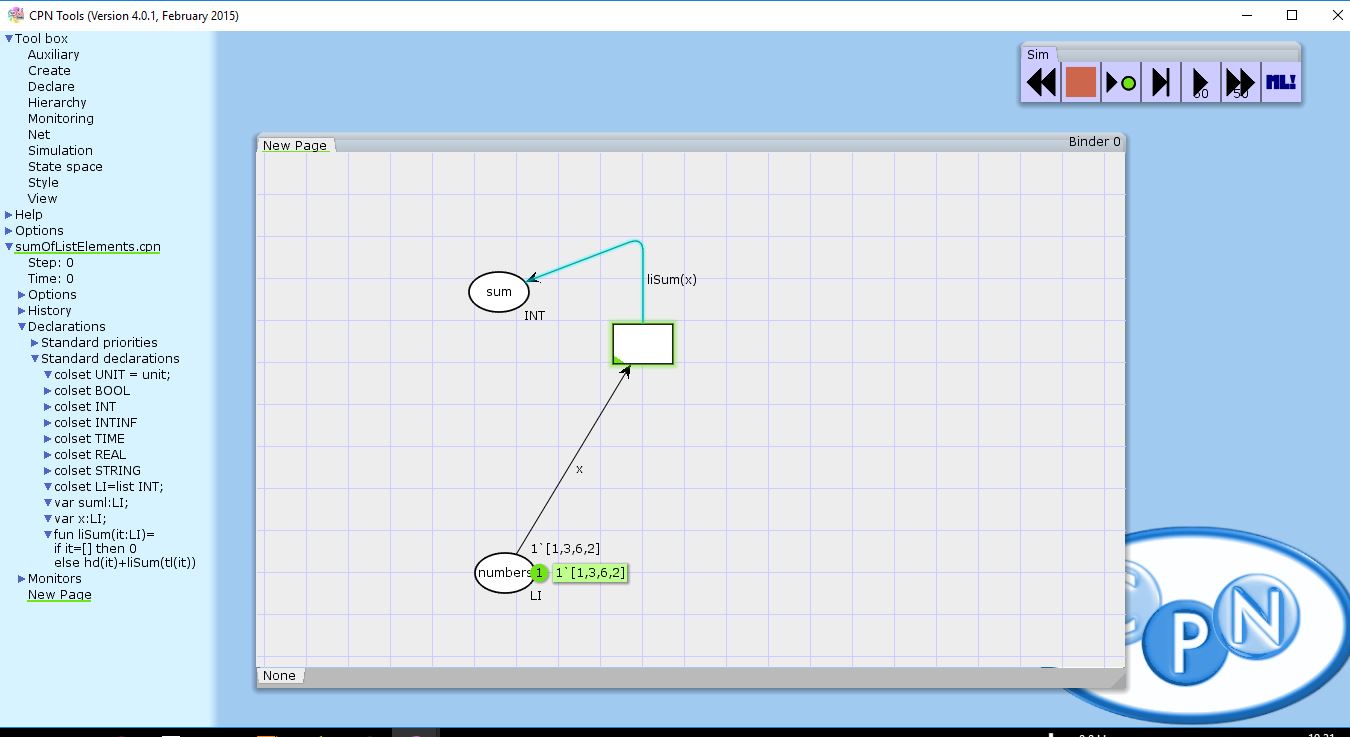 CPN Tools (Version 4.0.1, February 2015)
Tool box
Auxiliary
Create
Declare
Hierarchy
Monitoring
Net
Simulation
State space
Style
View
Help
Options
sumOfListElements.cpn
Step: 0
Time: 0
Options
History
Declarations
Standard priorities
Standard declarations
colset UNIT = unit;
colset BOOL
colset INT
colset INTINF
colset TIME
colset REAL
colset STRING
colset LI=list INT;
var suml:LI;
var x:LI;
fun liSum(it:LI)=
if it=[] then 0
else hd(it)+liSum(tl(it))
Monitors
New Page
Sim
50
ML!
New Page
Binder 0
sum
INT
liSum(x)
x
1`[1,3,6,2]
numbers
1
1`[1,3,6,2]
LI
None
CPN